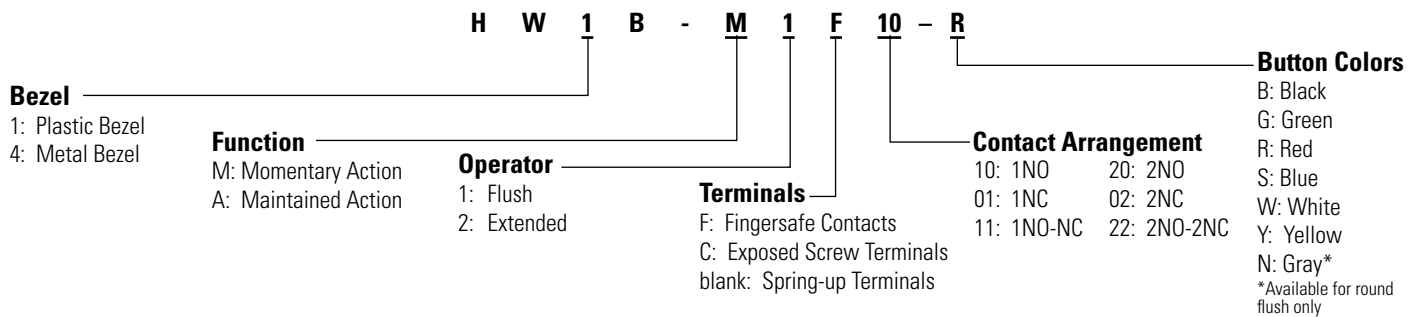 H W 1 B - M 1 F 10 – R
Bezel
1: Plastic Bezel
4: Metal Bezel
Function
M: Momentary Action
A: Maintained Action
Operator
1: Flush
2: Extended
Terminals
F: Fingersafe Contacts
C: Exposed Screw Terminals
blank: Spring-up Terminals
Contact Arrangement
10: 1NO 20: 2NO
01: 1NC 02: 2NC
11: 1NO-NC 22: 2NO-2NC
Button Colors
B: Black
G: Green
R: Red
S: Blue
W: White
Y: Yellow
N: Gray*
*Available for round
flush only